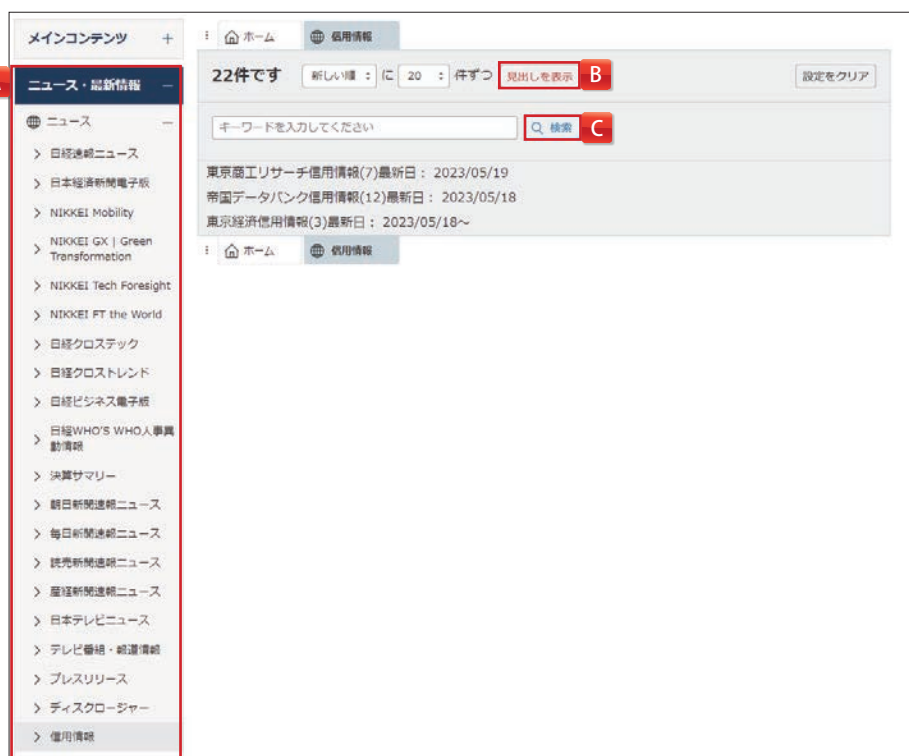 メインコンテンツ +
ニュース・最新情報 −
ニュース −
> 日経速報ニュース
> 日本経済新聞電子版
> NIKKEI Mobility
> NIKKEI GX | Green
Transformation
> NIKKEI Tech Foresight
> NIKKEI FT the World
> 日経クロステック
> 日経クロストレンド
> 日経ビジネス電子版
> 日経WHO'S WHO人事異
動情報
> 決算サマリー
> 朝日新聞速報ニュース
> 毎日新聞速報ニュース
> 読売新聞速報ニュース
> 産経新聞速報ニュース
> 日本テレビニュース
> テレビ番組・報道情報
> プレスリリース
> ディスクロージャー
> 信用情報
ホーム 信用情報
22件です 新しい順 に 20 件ずつ 見出しを表示 B 設定をクリア
キーワードを入力してください 検索 C
東京商工リサーチ信用情報(7)最新日： 2023/05/19
帝国データバンク信用情報(12)最新日： 2023/05/18
東京経済信用情報(3)最新日： 2023/05/18～
ホーム 信用情報